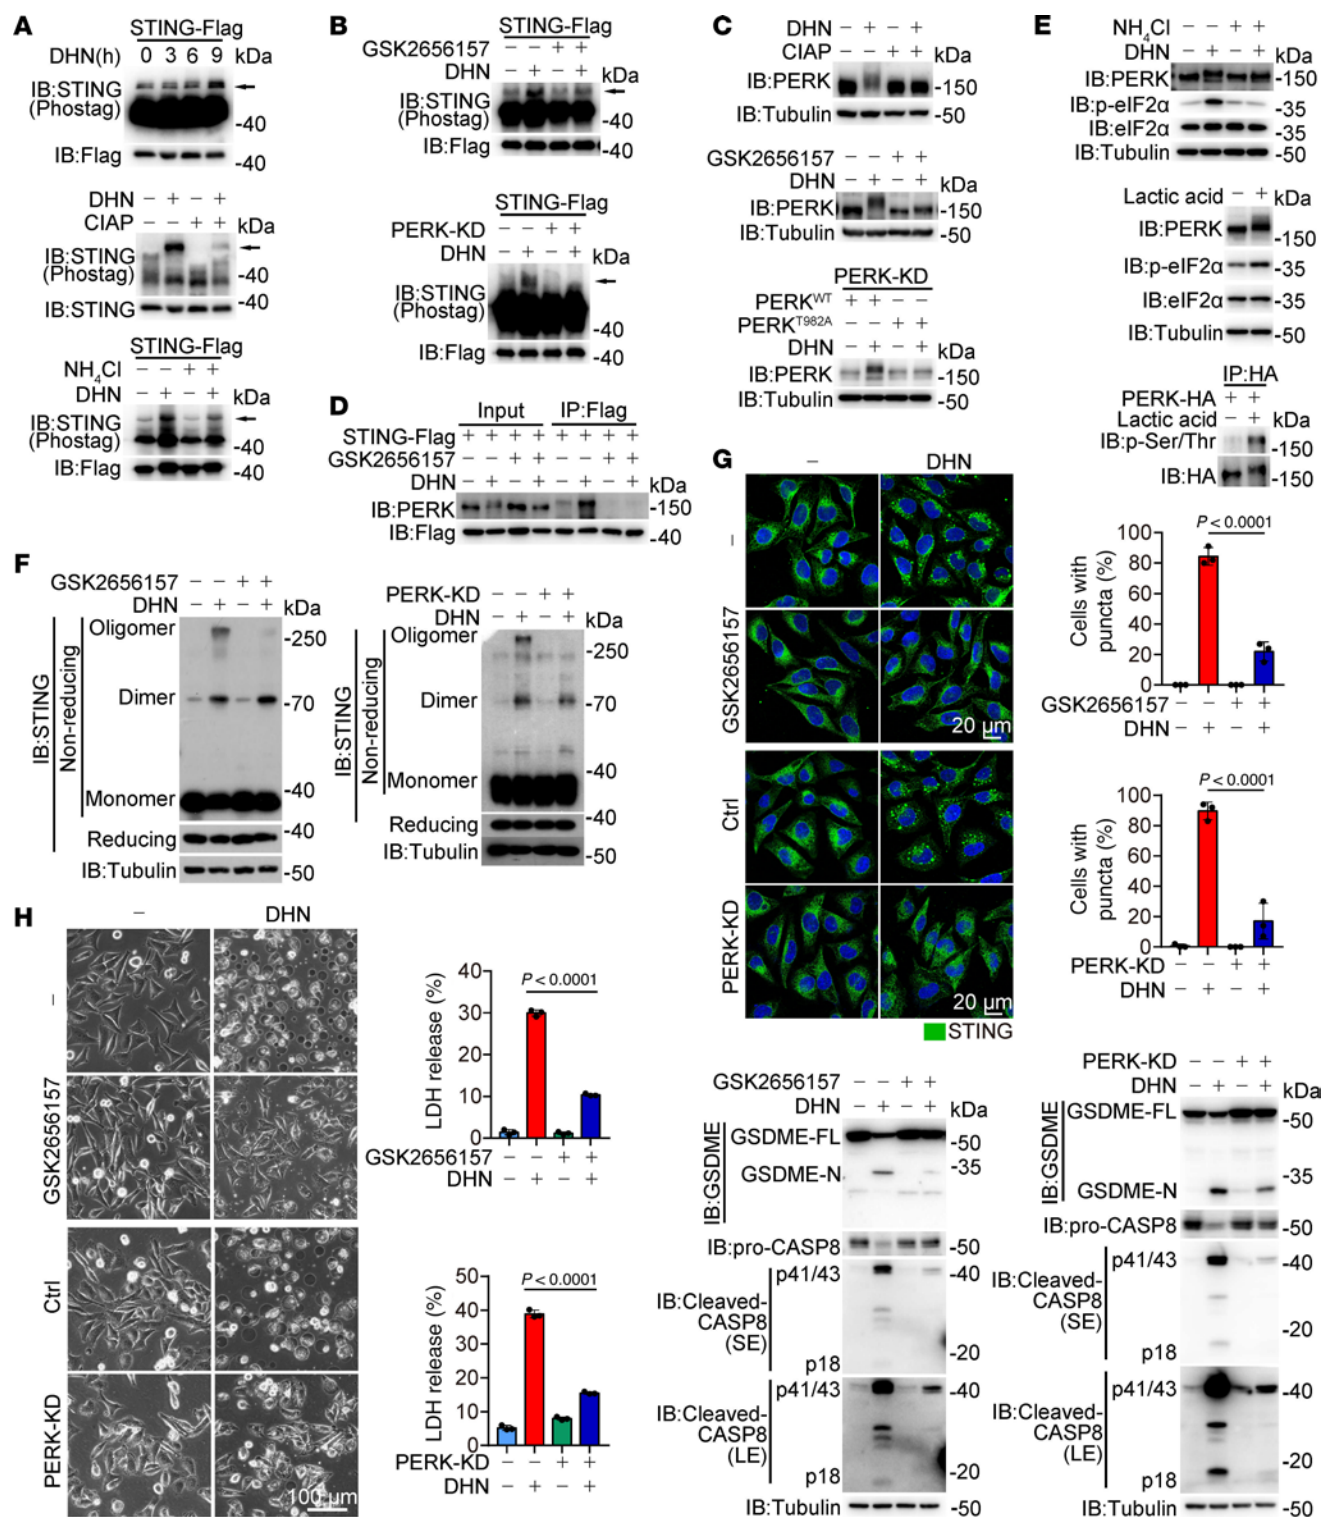 A
STING-Flag
DHN(h) 0 3 6 9 kDa
IB:STING
(Phostag)
-40
IB:Flag
-40
DHN - + - +
CIAP - - + + kDa
IB:STING
(Phostag)
-40
IB:STING
-40
STING-Flag
NH4Cl - - + +
DHN - + - + kDa
IB:STING
(Phostag)
-40
IB:Flag
-40
B
STING-Flag
GSK2656157 - - + +
DHN - + - + kDa
IB:STING
(Phostag)
-40
IB:Flag
-40
STING-Flag
PERK-KD - - + +
DHN - + - + kDa
IB:STING
(Phostag)
-40
IB:Flag
-40
C
DHN - + - +
CIAP - - + + kDa
IB:PERK -150
IB:Tubulin -50
GSK2656157 - - + +
DHN - + - + kDa
IB:PERK -150
IB:Tubulin -50
PERK-KD
PERKWT + + - -
PERKT982A - - + +
DHN - + - + kDa
IB:PERK -150
IB:Tubulin -50
D
Input IP:Flag
STING-Flag + + + + + + + +
GSK2656157 - - + + - - + +
DHN - + - + - + - + kDa
IB:PERK -150
IB:Flag -40
E
NH4Cl - - + +
DHN - + - + kDa
IB:PERK -150
IB:p-eIF2α -35
IB:eIF2α -35
IB:Tubulin -50
Lactic acid - + kDa
IB:PERK
-150
IB:p-eIF2α -35
IB:eIF2α -35
IB:Tubulin -50
IP:HA
PERK-HA + +
Lactic acid - + kDa
IB:p-Ser/Thr
-150
IB:HA -150
F
GSK2656157 - - + +
DHN - + - + kDa
IB:STING
Non-reducing
Oligomer
-250
Dimer -70
Monomer -40
Reducing -40
IB:Tubulin -50
PERK-KD - - + +
DHN - + - + kDa
IB:STING
Non-reducing
Oligomer
-250
Dimer -70
Monomer -40
Reducing -40
IB:Tubulin -50
G
- DHN
-
GSK2656157
20 µm
Ctrl
PERK-KD
20 µm
STING
P < 0.0001
Cells with
puncta (%)
100
80
60
40
20
0
GSK2656157 - - + +
DHN - + - +
P < 0.0001
Cells with
puncta (%)
100
80
60
40
20
0
PERK-KD - - + +
DHN - + - +
H
- DHN
-
GSK2656157
Ctrl
PERK-KD
100 µm
P < 0.0001
LDH release (%)
40
30
20
10
0
GSK2656157 - - + +
DHN - + - +
P < 0.0001
LDH release (%)
50
40
30
20
10
0
PERK-KD - - + +
DHN - + - +
GSK2656157 - - + +
DHN - + - + kDa
IB:GSDME
GSDME-FL -50
-35
GSDME-N
IB:pro-CASP8 -50
p41/43 -40
IB:Cleaved-
CASP8
(SE)
-20
p18
p41/43 -40
IB:Cleaved-
CASP8
(LE)
-20
p18
IB:Tubulin -50
PERK-KD - - + +
DHN - + - + kDa
IB:GSDME
GSDME-FL -50
-35
GSDME-N
IB:pro-CASP8 -50
p41/43 -40
IB:Cleaved-
CASP8
(SE)
-20
p18
p41/43 -40
IB:Cleaved-
CASP8
(LE)
-20
p18
IB:Tubulin -50